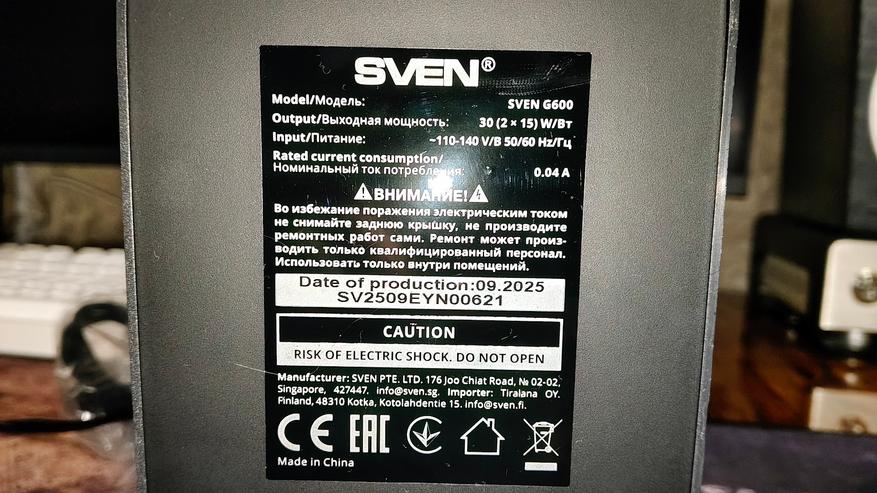 SVEN®
Model/Модель: SVEN G600
Output/Выходная мощность: 30 (2 × 15) W/Вт
Input/Питание: ~110-140 V/В 50/60 Hz/Гц
Rated current consumption/
Номинальный ток потребления: 0.04 A
ВНИМАНИЕ!
Во избежание поражения электрическим током
не снимайте заднюю крышку, не производите
ремонтных работ сами. Ремонт может произ-
водить только квалифицированный персонал.
Использовать только внутри помещений.
Date of production:09.2025
SV2509EYN00621
CAUTION
RISK OF ELECTRIC SHOCK. DO NOT OPEN
Manufacturer: SVEN PTE. LTD. 176 Joo Chiat Road, № 02-02,
Singapore, 427447. info@sven.sg. Importer: Tiralana OY.
Finland, 48310 Kotka, Kotolahdentie 15. info@sven.fi.
CE EAC
Made in China